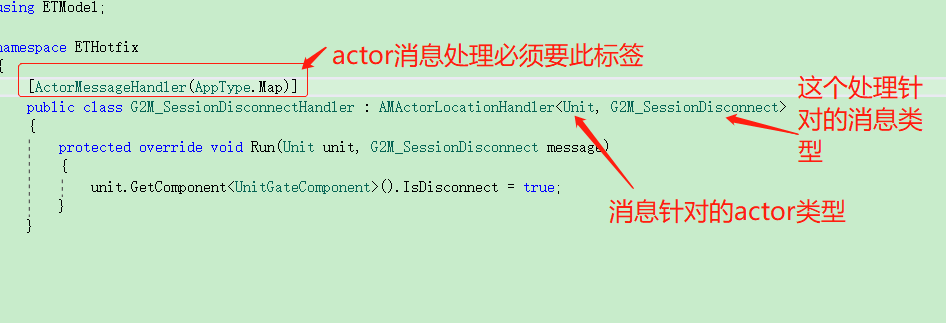 using ETModel;
namespace ETHotfix
{
actor消息处理必须要此标签
[ActorMessageHandler(AppType.Map)]
public class G2M_SessionDisconnectHandler : AMActorLocationHandler<Unit, G2M_SessionDisconnect>
这个处理针
对的消息类
型
{
protected override void Run(Unit unit, G2M_SessionDisconnect message)
{
unit.GetComponent<UnitGateComponent>().IsDisconnect = true;
}
消息针对的actor类型
}